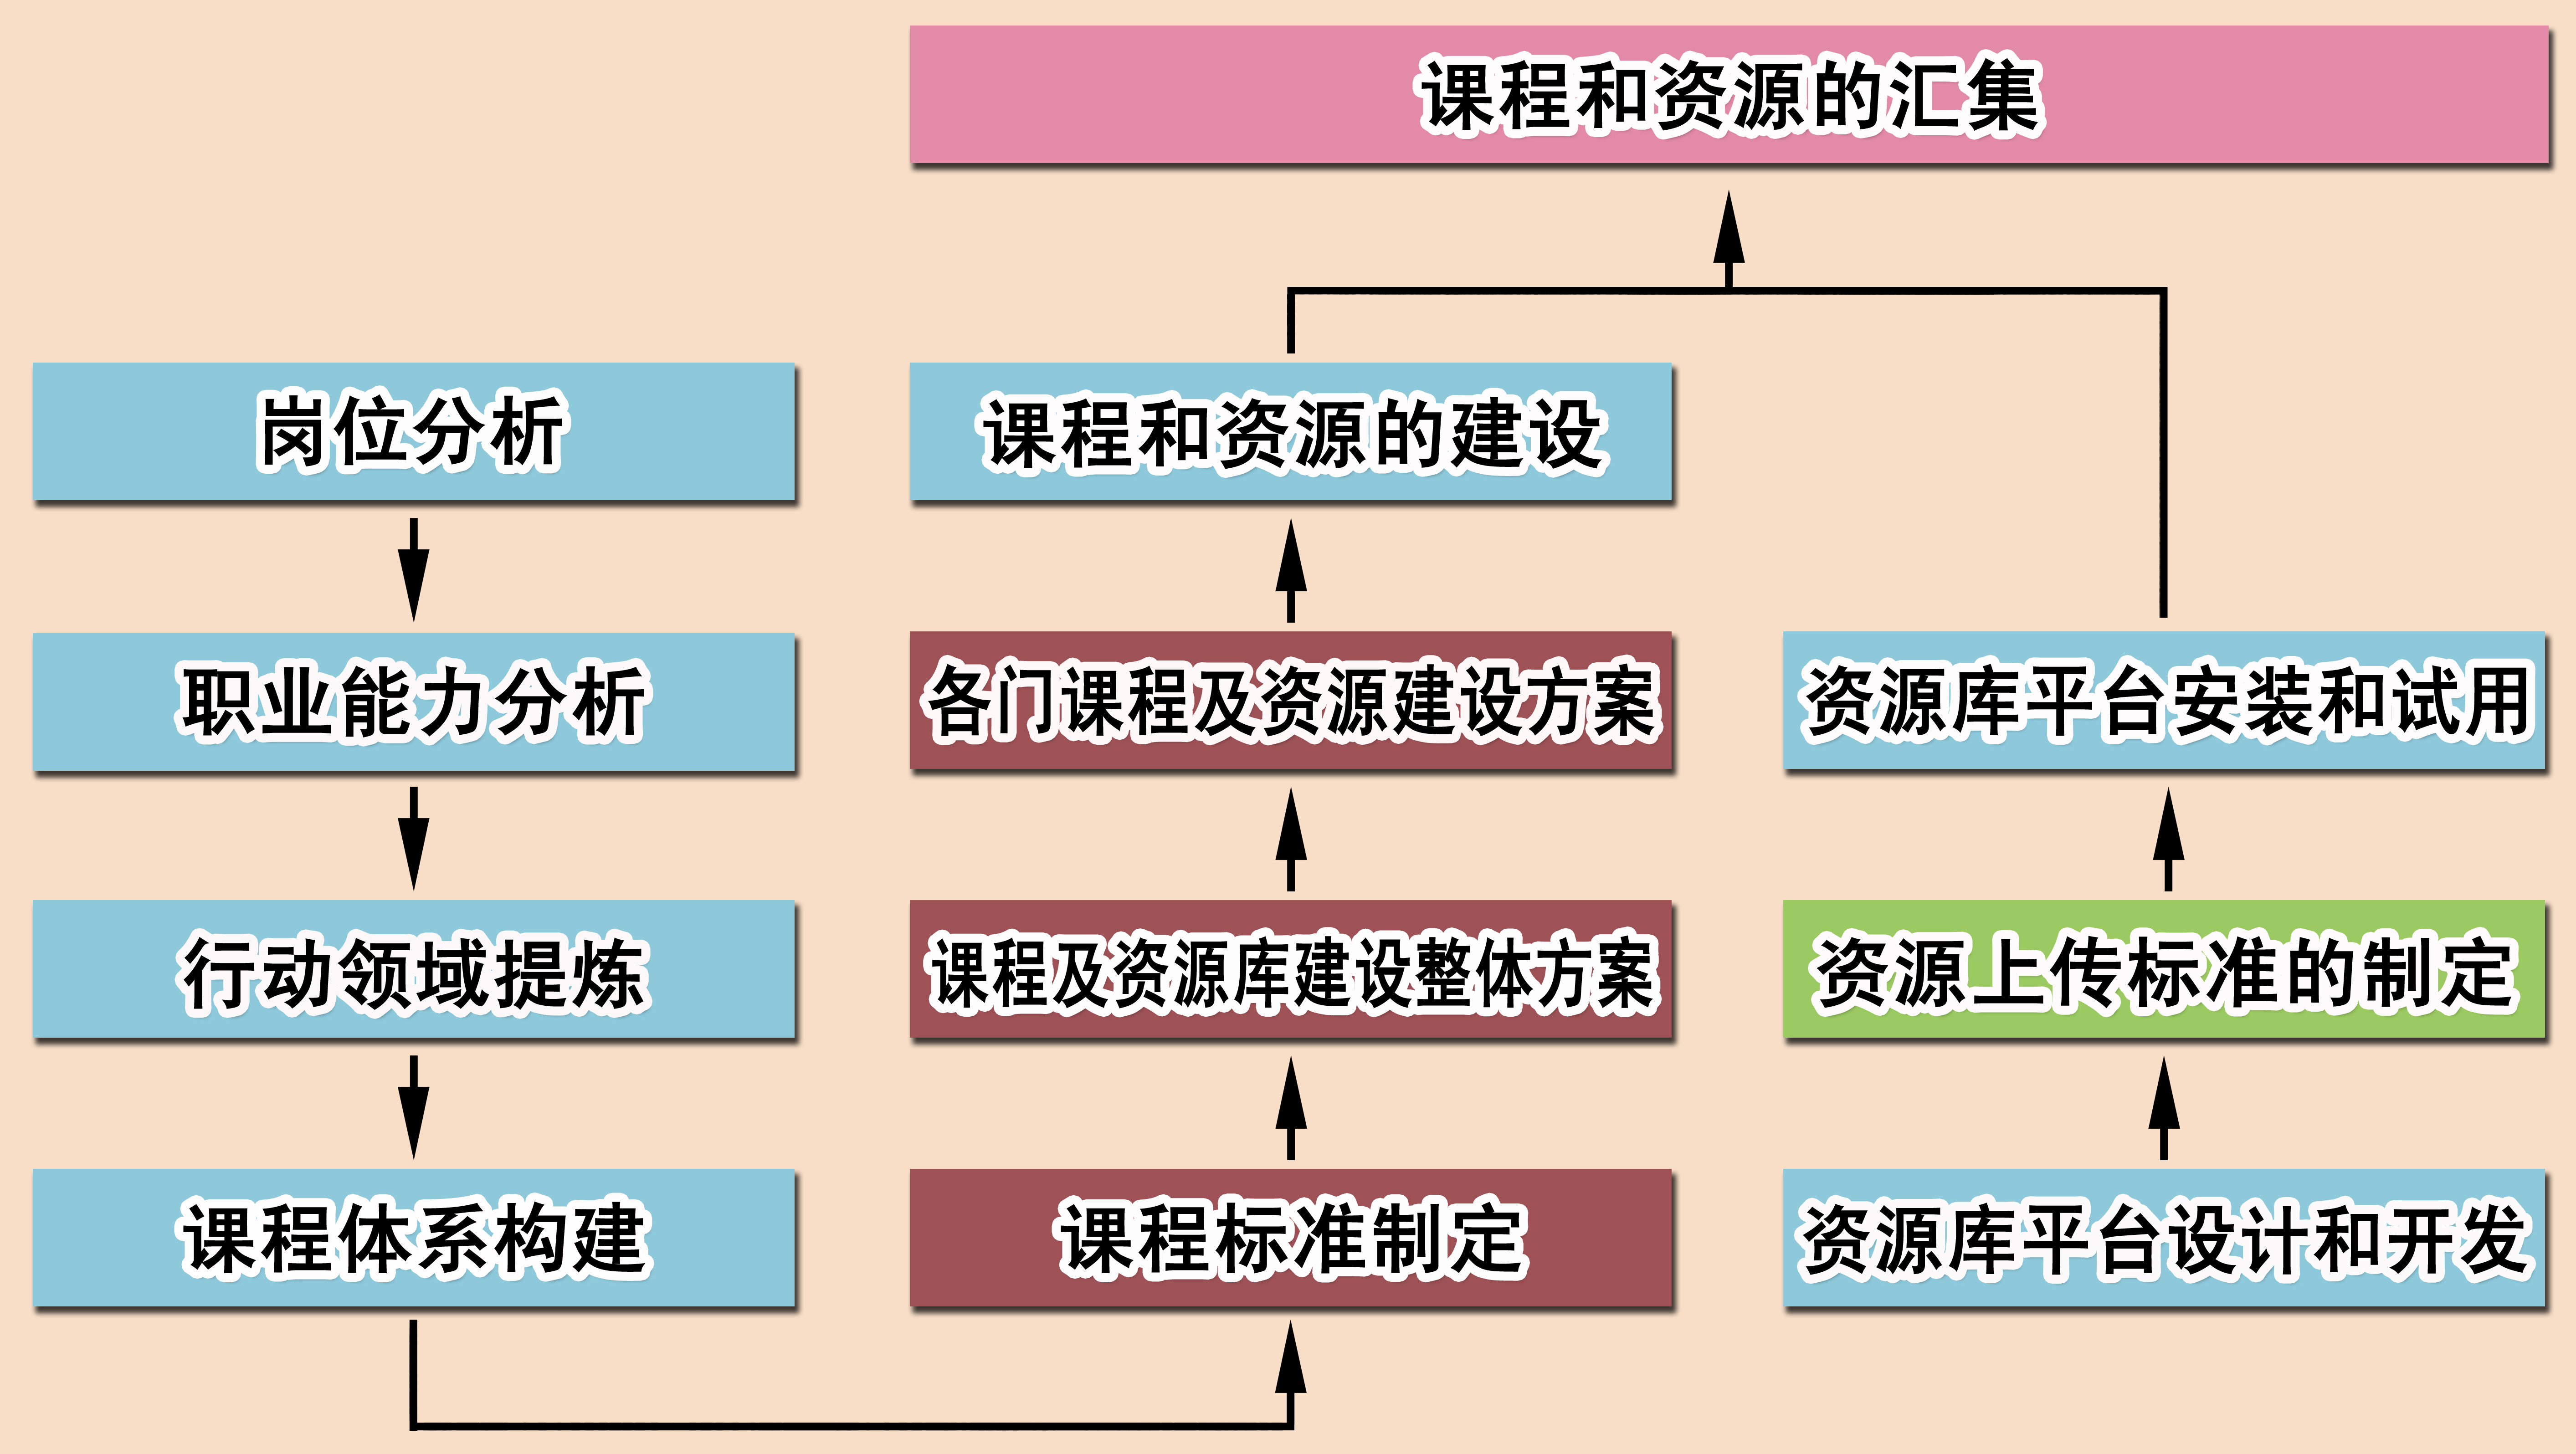 课程和资源的汇集
岗位分析
课程和资源的建设
职业能力分析
各门课程及资源建设方案
资源库平台安装和试用
行动领域提炼
课程及资源库建设整体方案
资源上传标准的制定
课程体系构建
课程标准制定
资源库平台设计和开发